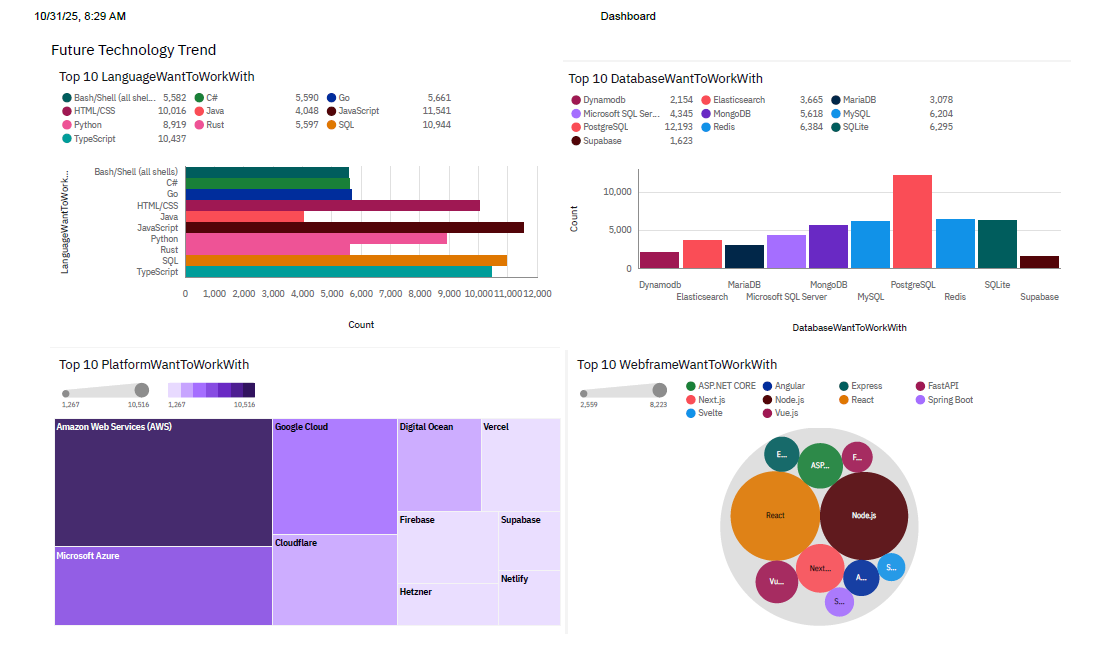 10/31/25, 8:29 AM
Dashboard
Future Technology Trend
Top 10 LanguageWantToWorkWith
Bash/Shell (all shel... 5,582 C# 5,590 Go 5,661
HTML/CSS 10,016 Java 4,048 JavaScript 11,541
Python 8,919 Rust 5,597 SQL 10,944
TypeScript 10,437
LanguageWantToWork...
Bash/Shell (all shells)
C#
Go
HTML/CSS
Java
JavaScript
Python
Rust
SQL
TypeScript
0 1,000 2,000 3,000 4,000 5,000 6,000 7,000 8,000 9,000 10,000 11,000 12,000
Count
Top 10 DatabaseWantToWorkWith
Dynamodb 2,154 Elasticsearch 3,665 MariaDB 3,078
Microsoft SQL Ser... 4,345 MongoDB 5,618 MySQL 6,204
PostgreSQL 12,193 Redis 6,384 SQLite 6,295
Supabase 1,623
Count
10,000
5,000
0
Dynamodb MariaDB MongoDB PostgreSQL SQLite
Elasticsearch Microsoft SQL Server MySQL Redis Supabase
DatabaseWantToWorkWith
Top 10 PlatformWantToWorkWith
1,267 10,516 1,267 10,516
Amazon Web Services (AWS)
Microsoft Azure
Google Cloud
Cloudflare
Digital Ocean
Vercel
Firebase
Supabase
Hetzner
Netlify
Top 10 WebframeWantToWorkWith
2,559 8,223
ASP.NET CORE Angular Express FastAPI
Next.js Node.js React Spring Boot
Svelte Vue.js
E... ASP... F...
React Node.js
Next...
Vu... A... S...
S...